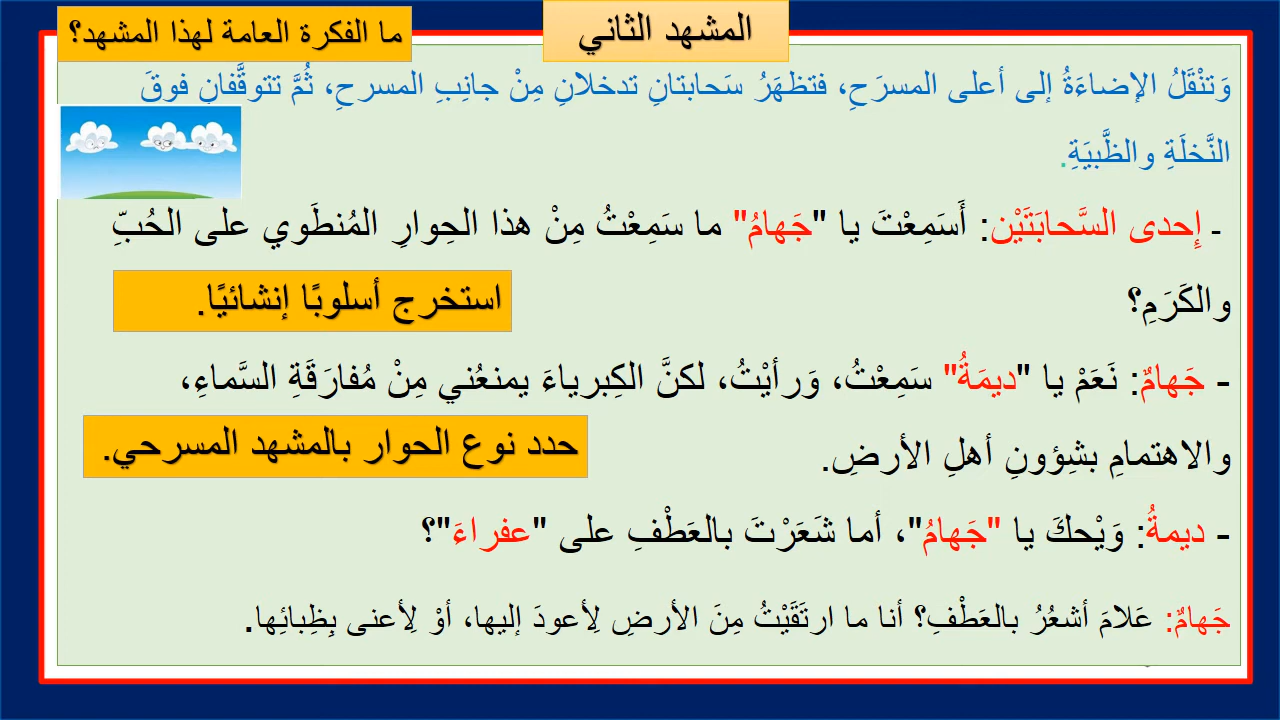 المشهد الثاني
ما الفكرة العامة لهذا المشهد؟
وَتنْقَلُ الإضاءَةُ إلى أعلى المسرَحِ، فتظهَرُ سَحابتانِ تدخلانِ مِنْ جانِبِ المسرحِ، ثُمَّ تتوقَّفانِ فوقَ
النَّخلَةِ والظَّبيَةِ.
- إِحدى السَّحابَتَيْن: أَسَمِعْتَ يا "جَهامُ" ما سَمِعْتُ مِنْ هذا الحِوارِ المُنطَوي على الحُبِّ
والكَرَمِ؟
استخرج أسلوبًا إنشائيًا.
- جَهامٌ: نَعَمْ يا "ديمَةُ" سَمِعْتُ، وَرأيْتُ، لكنَّ الكِبرياءَ يمنعُني مِنْ مُفارَقَةِ السَّماءِ،
والاهتمامِ بشِؤونِ أهلِ الأرضِ.
حدد نوع الحوار بالمشهد المسرحي.
- ديمةُ: وَيْحكَ يا "جَهامُ"، أما شَعَرْتَ بالعَطْفِ على "عفراءَ"؟
جَهامٌ: عَلامَ أشعُرُ بالعَطْفِ؟ أنا ما ارتَقَيْتُ مِنَ الأرضِ لِأعودَ إليها، أوْ لِأعنى بِظِبائِها.